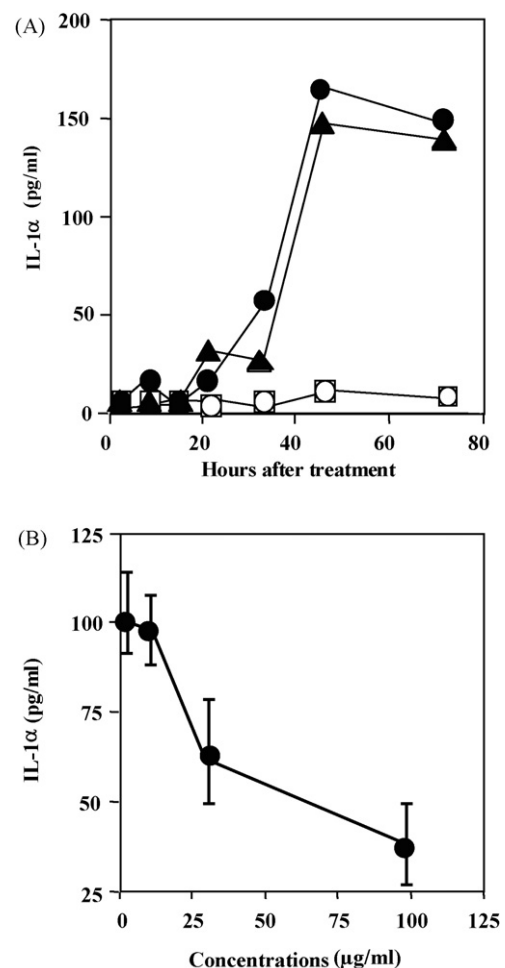 (A)
200
150
100
50
0
IL-1α (pg/ml)
0 20 40 60 80
Hours after treatment
(B)
125
100
75
50
25
IL-1α (pg/ml)
0 25 50 75 100 125
Concentrations (µg/ml)